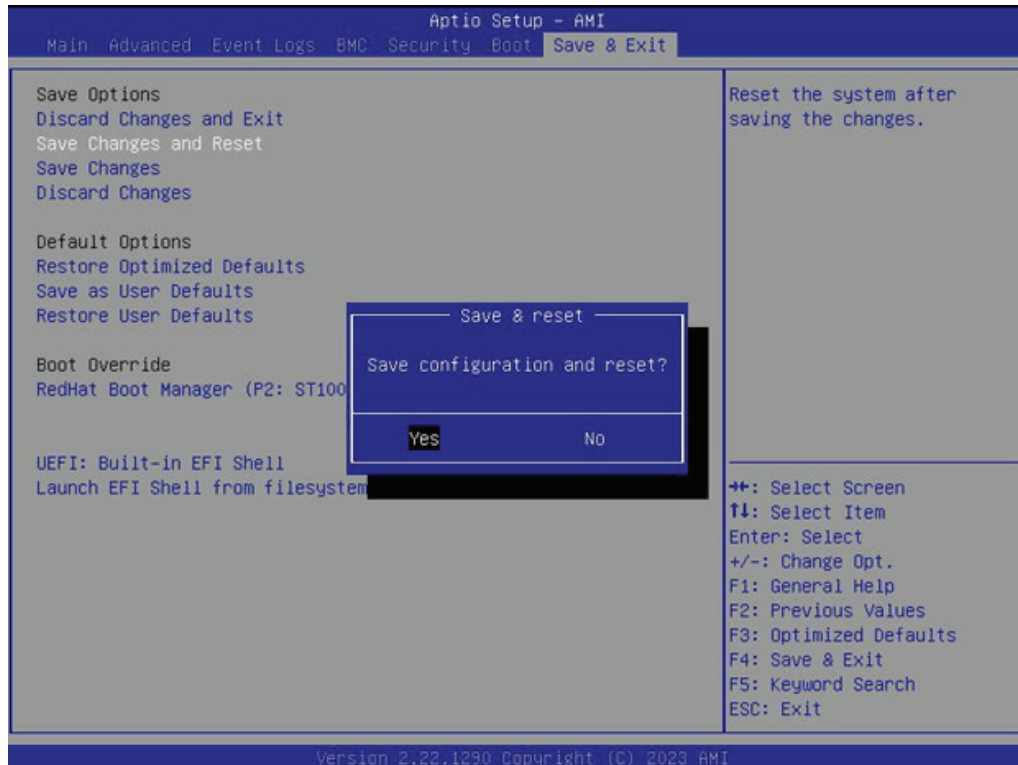 Aptio Setup - AMI
Main Advanced Event Logs BMC Security Boot Save & Exit
Save Options
Discard Changes and Exit
Save Changes and Reset
Save Changes
Discard Changes
Default Options
Restore Optimized Defaults
Save as User Defaults
Restore User Defaults
Boot Override
RedHat Boot Manager (P2: ST100
UEFI: Built-in EFI Shell
Launch EFI Shell from filesystem
Save & reset
Save configuration and reset?
Yes No
Reset the system after
saving the changes.
→←: Select Screen
↑↓: Select Item
Enter: Select
+/-: Change Opt.
F1: General Help
F2: Previous Values
F3: Optimized Defaults
F4: Save & Exit
F5: Keyword Search
ESC: Exit
Version 2.22.1290 Copyright (C) 2023 AMI